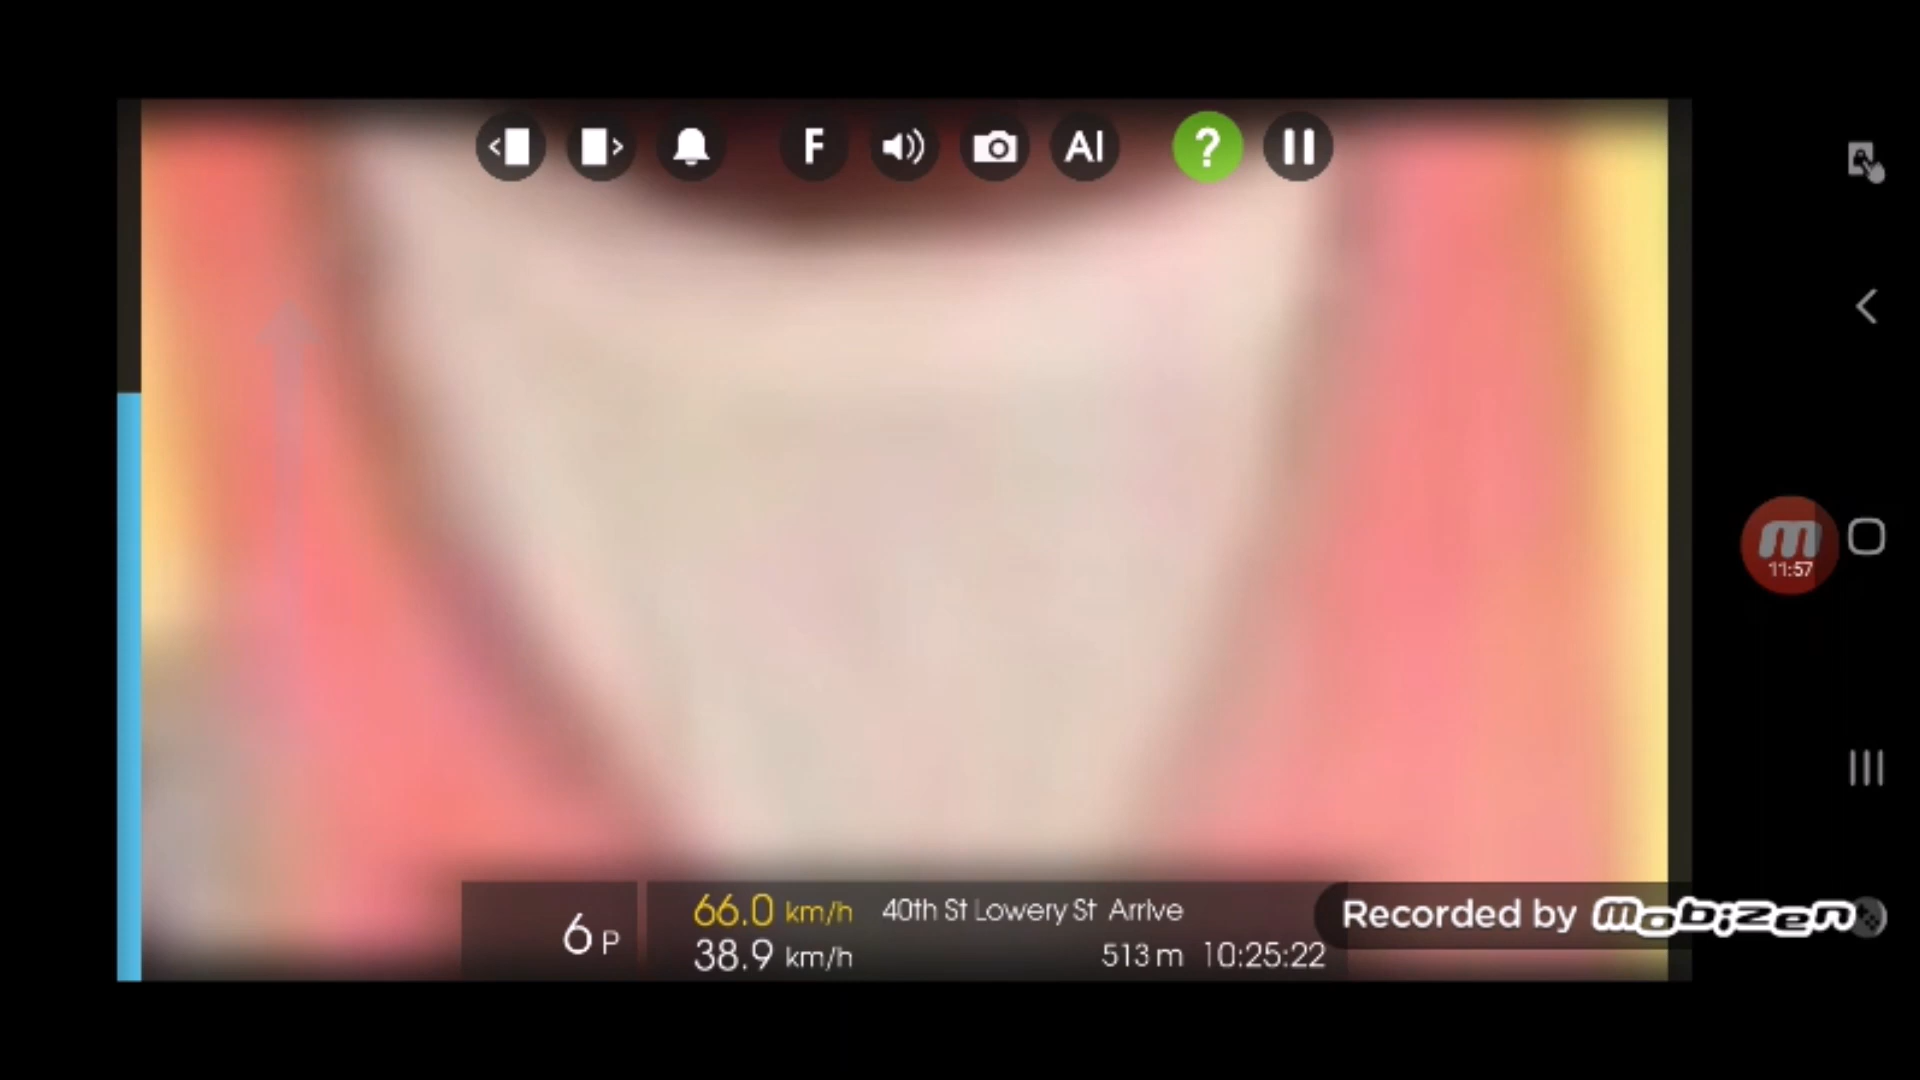 F AI ?
6 P
66.0 km/h 40th St Lowery St Arrive
38.9 km/h 513 m 10:25:22
11:57
Recorded by mobizen